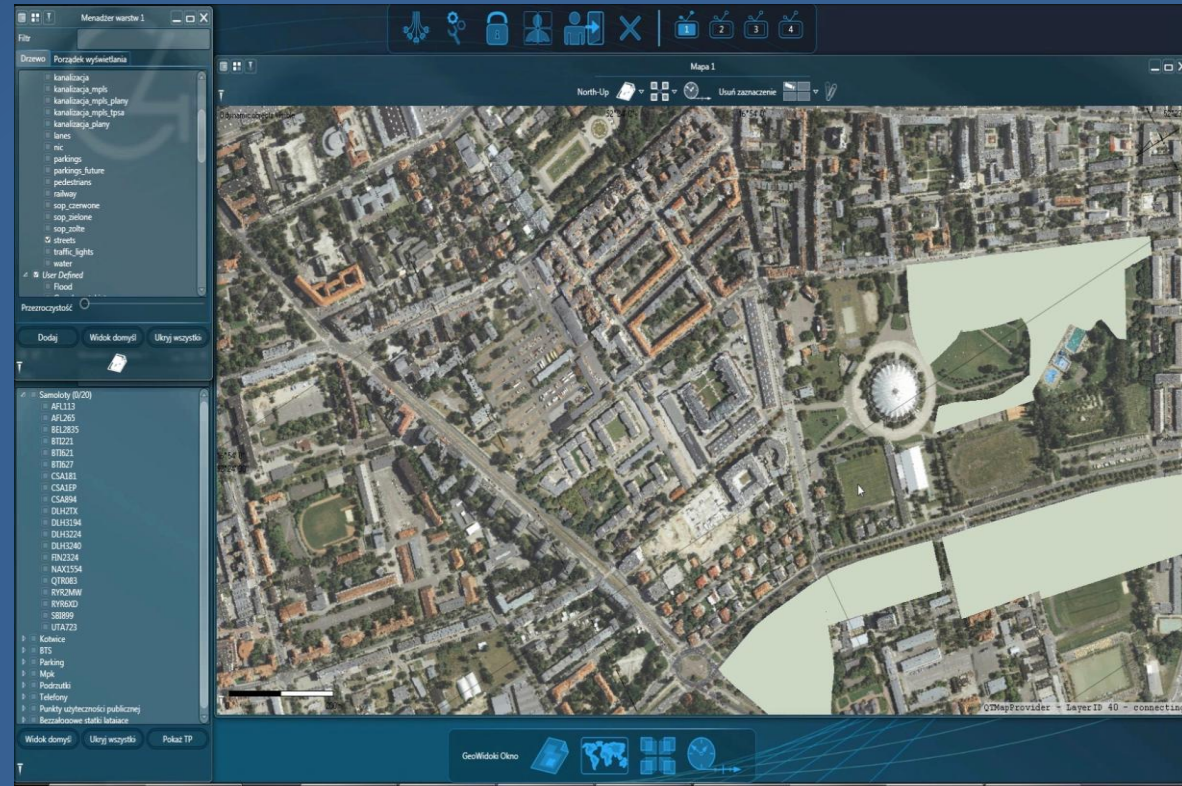 Menadżer warstw 1
Filtr
Drzewo
Porządek wyświetlania
kanalizacja
kanalizacja_mpls
kanalizacja_mpls_plany
kanalizacja_mpls_tpsa
kanalizacja_plany
lanes
nic
parkings
parkings_future
pedestrians
railway
sop_czerwone
sop_zielone
sop_zolte
streets
traffic_lights
water
User Defined
Flood
Przezroczystość
Dodaj
Widok domyśl
Ukryj wszystko
Samoloty (0/20)
AFL113
AFL265
BEL2835
BTI221
BTI621
BTI627
CSA181
CSA1EP
CSA894
DLH2TX
DLH3194
DLH3224
DLH3240
FIN2324
NAX1554
QTR083
RYR2MW
RYR6XD
SBI899
UTA723
Kotwice
BTS
Parking
Mpk
Podrzutki
Telefony
Punkty użyteczności publicznej
Bezzałogowe statki latające
Widok domyśl
Ukryj wszystko
Pokaż TP
1
2
3
4
Mapa 1
North-Up
Usuń zaznaczenie
QTMapProvider - LayerID 40 - connecting
GeoWidoki Okno